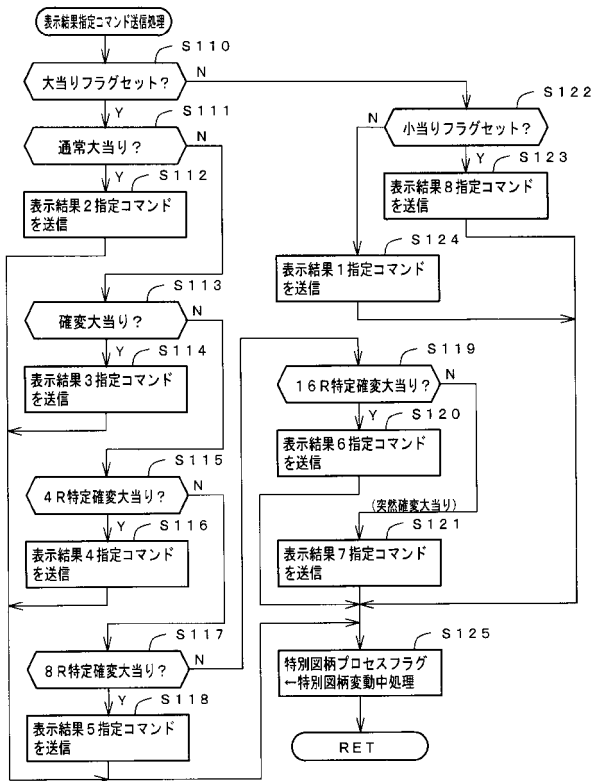 表示結果指定コマンド送信処理
S110
大当りフラグセット？
N
Y
S111
通常大当り？
N
Y
S112
表示結果2指定コマンド
を送信
S113
確変大当り？
N
Y
S114
表示結果3指定コマンド
を送信
S115
4R特定確変大当り？
N
Y
S116
表示結果4指定コマンド
を送信
S117
8R特定確変大当り？
N
Y
S118
表示結果5指定コマンド
を送信
S122
小当りフラグセット？
N
Y
S123
表示結果8指定コマンド
を送信
S124
表示結果1指定コマンド
を送信
S119
16R特定確変大当り？
N
Y
S120
表示結果6指定コマンド
を送信
(突然確変大当り)
S121
表示結果7指定コマンド
を送信
S125
特別図柄プロセスフラグ
←特別図柄変動中処理
RET